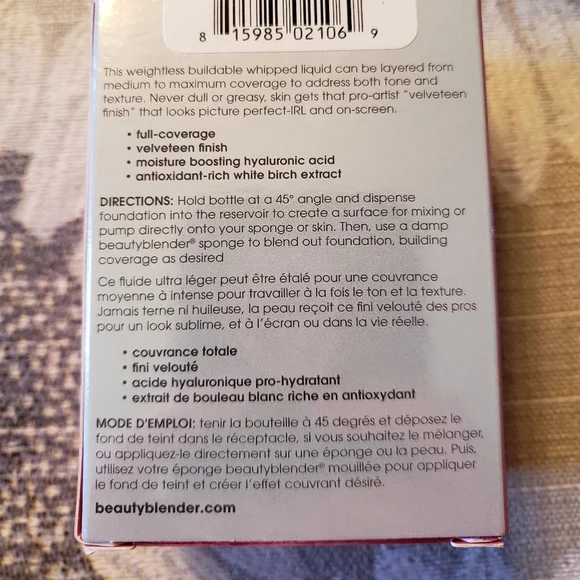 8 15985 02106 9
This weightless buildable whipped liquid can be layered from
medium to maximum coverage to address both tone and
texture. Never dull or greasy, skin gets that pro-artist "velveteen
finish" that looks picture perfect-IRL and on-screen.
• full-coverage
• velveteen finish
• moisture boosting hyaluronic acid
• antioxidant-rich white birch extract
DIRECTIONS: Hold bottle at a 45° angle and dispense
foundation into the reservoir to create a surface for mixing or
pump directly onto your sponge or skin. Then, use a damp
beautyblender® sponge to blend out foundation, building
coverage as desired
Ce fluide ultra léger peut être étalé pour une couvrance
moyenne à intense pour travailler à la fois le ton et la texture.
Jamais terne ni huileuse, la peau reçoit ce fini velouté des pros
pour un look sublime, et à l'écran ou dans la vie réelle.
• couvrance totale
• fini velouté
• acide hyaluronique pro-hydratant
• extrait de bouleau blanc riche en antioxydant
MODE D'EMPLOI: tenir la bouteille à 45 degrés et déposez le
fond de teint dans le réceptacle, si vous souhaitez le mélanger,
ou appliquez-le directement sur une éponge ou la peau. Puis,
utilisez votre éponge beautyblender® mouillée pour appliquer
le fond de teint et créer l'effet couvrant désiré.
beautyblender.com